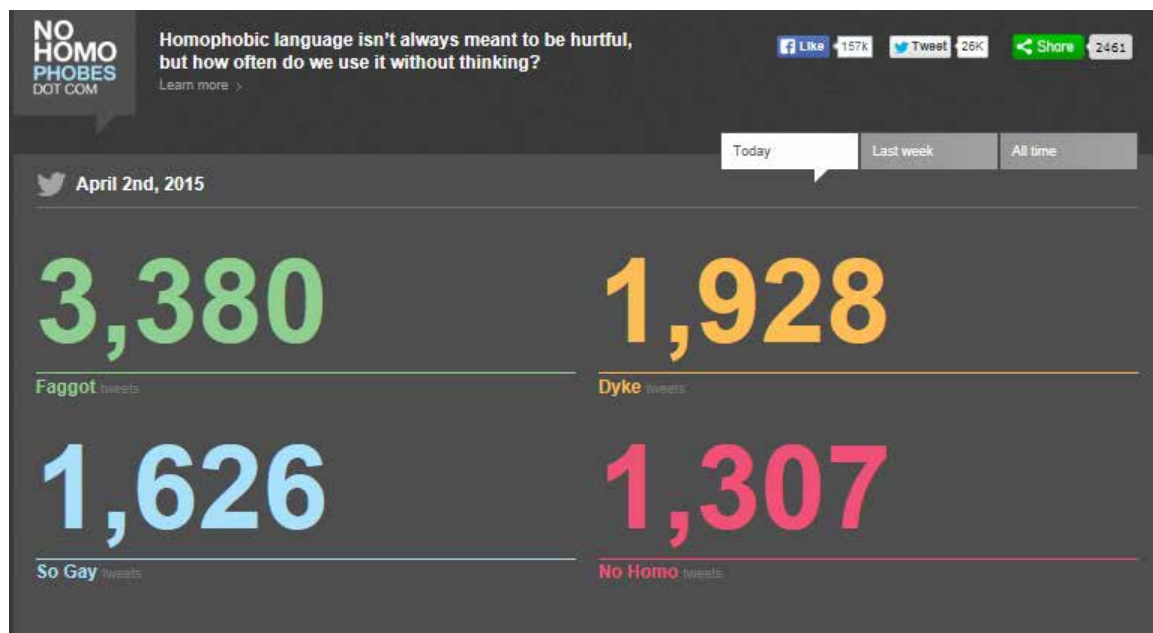 NO
HOMO
PHOBES
DOT COM
Homophobic language isn't always meant to be hurtful,
but how often do we use it without thinking?
Learn more >
Like 157k
Tweet 26K
Share 2461
Today
Last week
All time
April 2nd, 2015
3,380
Faggot tweets
1,928
Dyke tweets
1,626
So Gay tweets
1,307
No Homo tweets